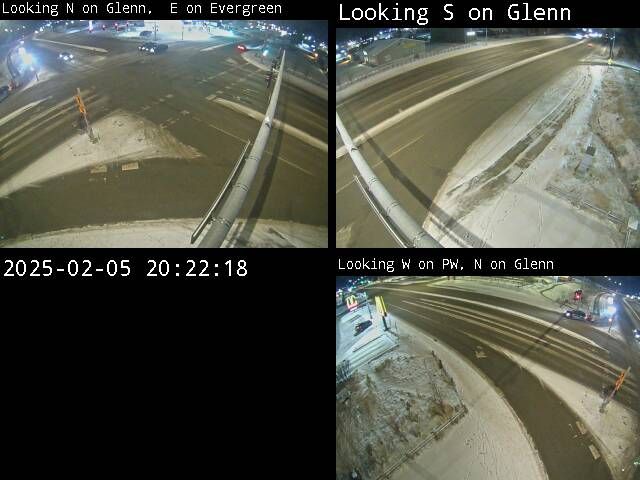 Looking N on Glenn,  E on Evergreen
Looking S on Glenn
2025-02-05 20:22:18
Looking W on PW, N on Glenn